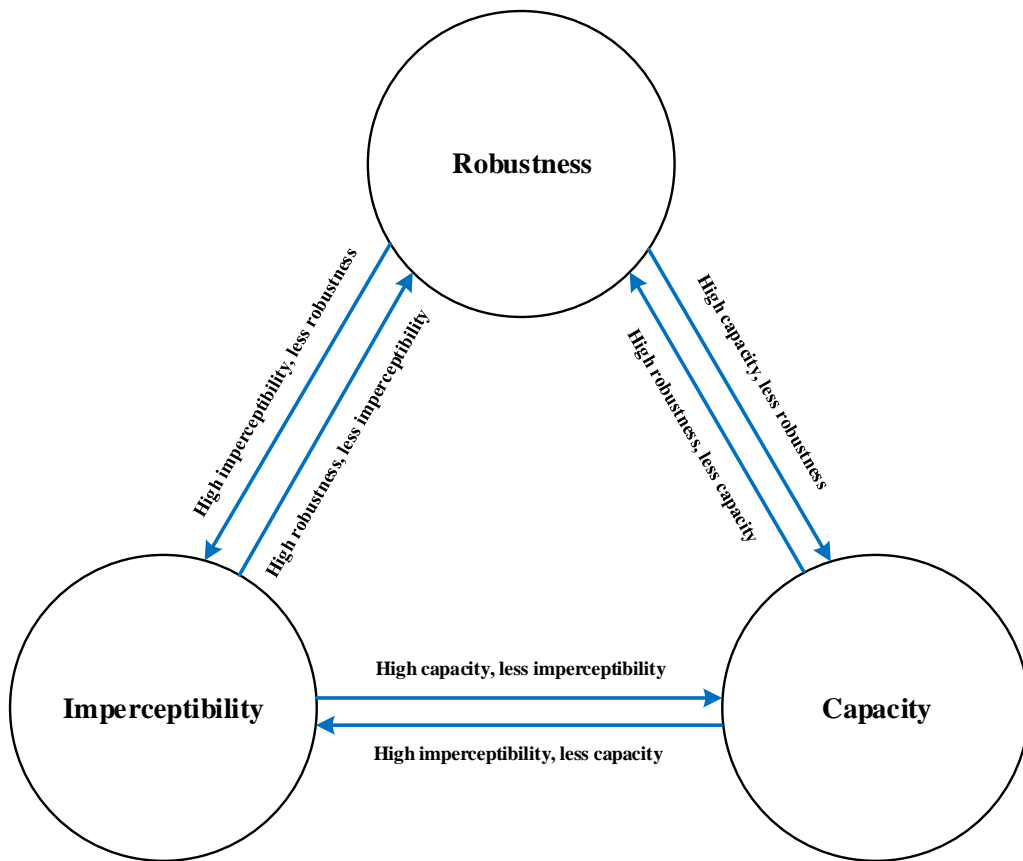 Robustness
High imperceptibility, less robustness
High robustness, less imperceptibility
High capacity, less robustness
High robustness, less capacity
Imperceptibility
High capacity, less imperceptibility
High imperceptibility, less capacity
Capacity